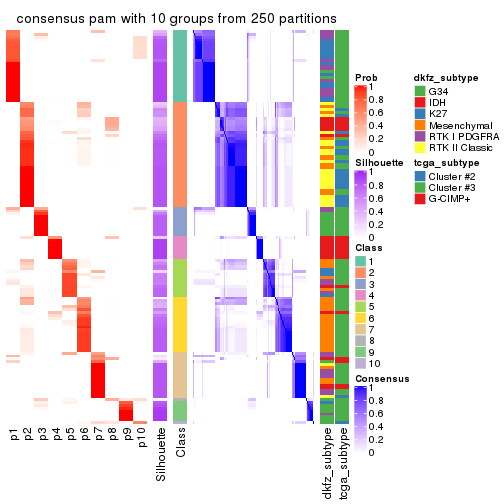 consensus pam with 10 groups from 250 partitions
p1
p2
p3
p4
p5
p6
p7
p8
p9
p10
Silhouette
Class
dkfz_subtype
tcga_subtype
Prob
1
0.8
0.6
0.4
0.2
0
Silhouette
1
0.8
0.6
0.4
0.2
0
Class
1
2
3
4
5
6
7
8
9
10
Consensus
1
0.8
0.6
0.4
0.2
0
dkfz_subtype
G34
IDH
K27
Mesenchymal
RTK I PDGFRA
RTK II Classic
tcga_subtype
Cluster #2
Cluster #3
G-CIMP+